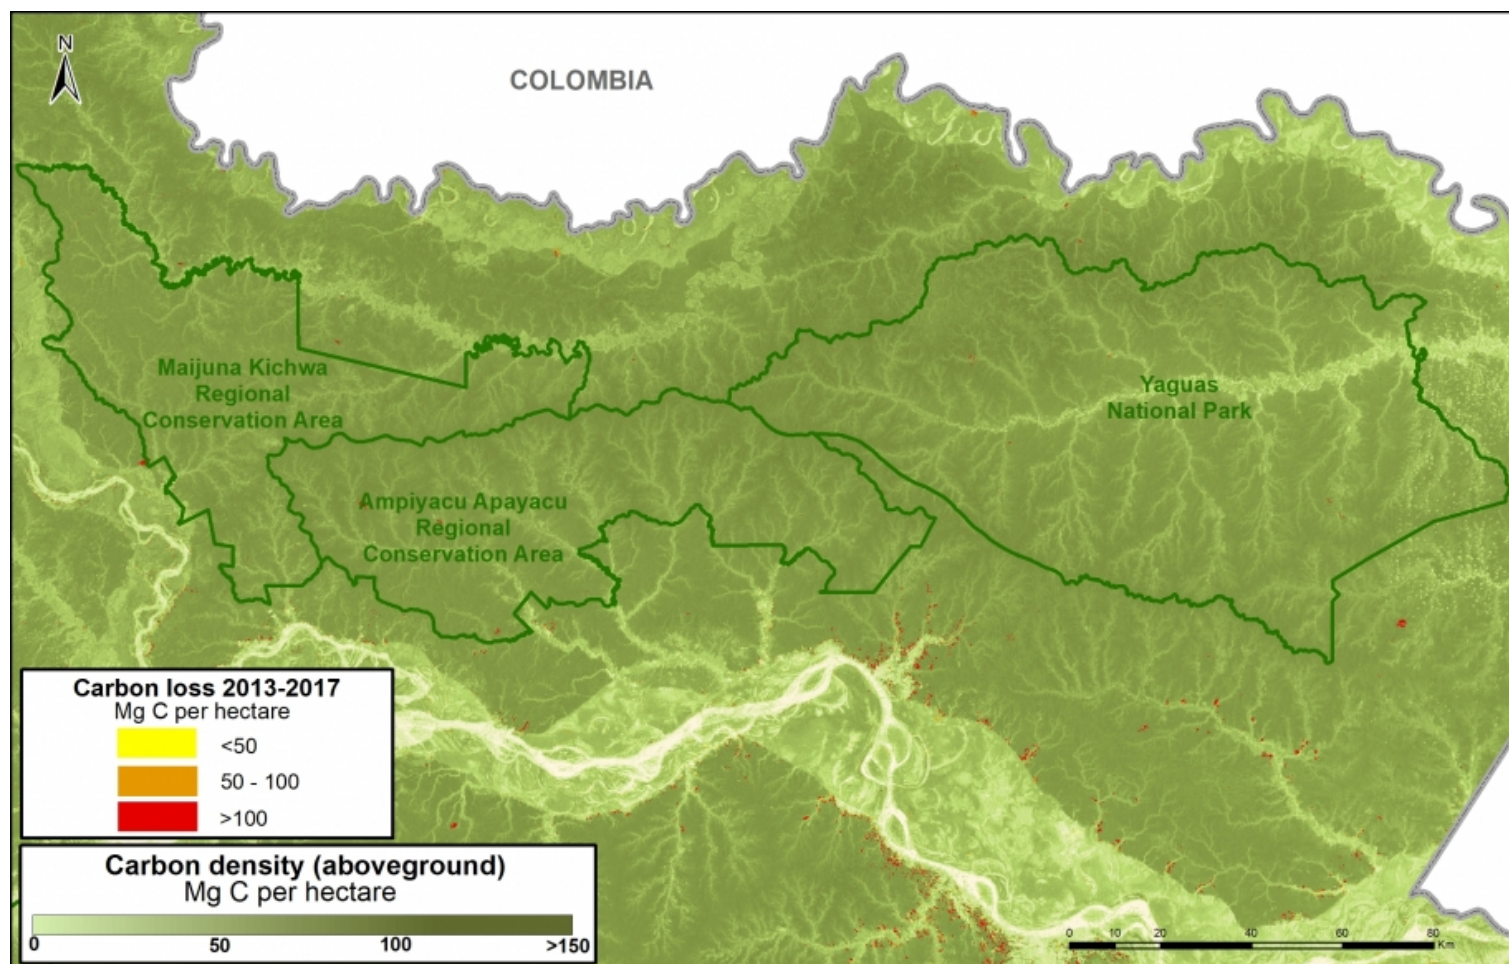 N
COLOMBIA
Maijuna Kichwa
Regional
Conservation Area
Yaguas
National Park
Ampiyacu Apayacu
Regional
Conservation Area
Carbon loss 2013-2017
Mg C per hectare
<50
50 - 100
>100
Carbon density (aboveground)
Mg C per hectare
0 50 100 >150
0 10 20 40 60 80
Km